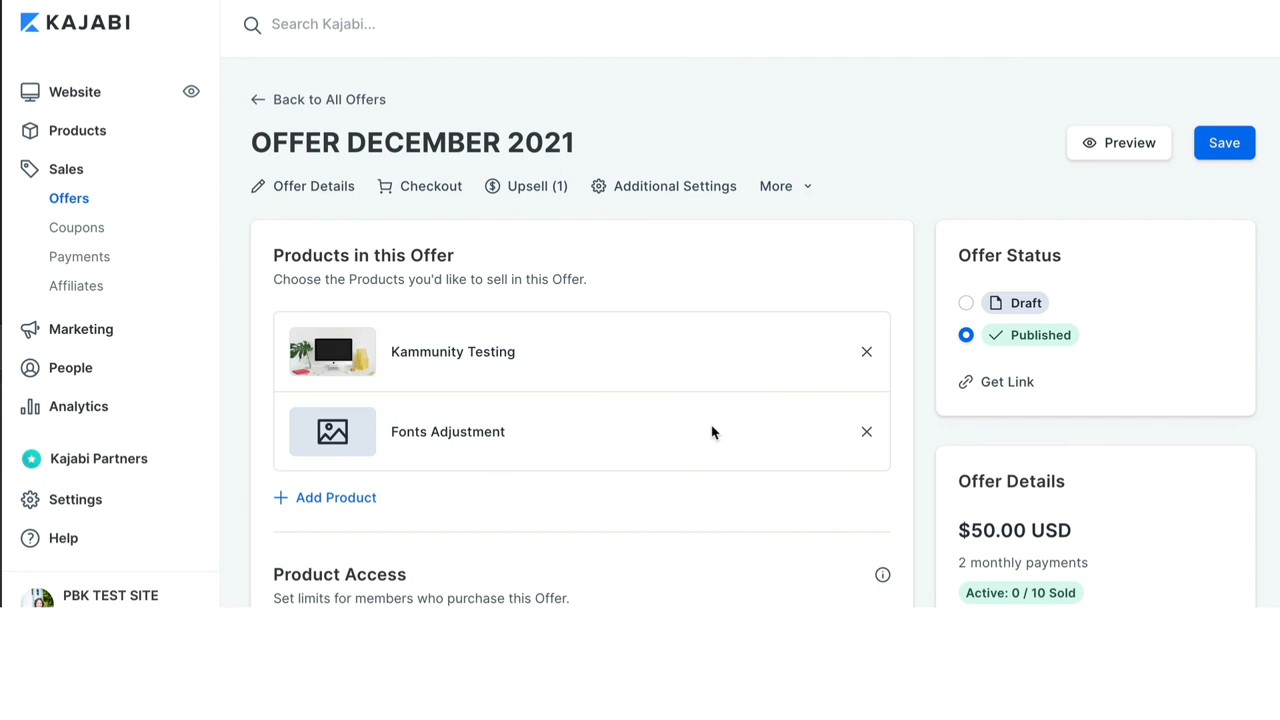 KAJABI
Search Kajabi...
Website
Products
Sales
Offers
Coupons
Payments
Affiliates
Marketing
People
Analytics
Kajabi Partners
Settings
Help
PBK TEST SITE
Back to All Offers
OFFER DECEMBER 2021
Preview
Save
Offer Details
Checkout
Upsell (1)
Additional Settings
More
Products in this Offer
Choose the Products you'd like to sell in this Offer.
Kammunity Testing
Fonts Adjustment
Add Product
Product Access
Set limits for members who purchase this Offer.
Offer Status
Draft
Published
Get Link
Offer Details
$50.00 USD
2 monthly payments
Active: 0 / 10 Sold